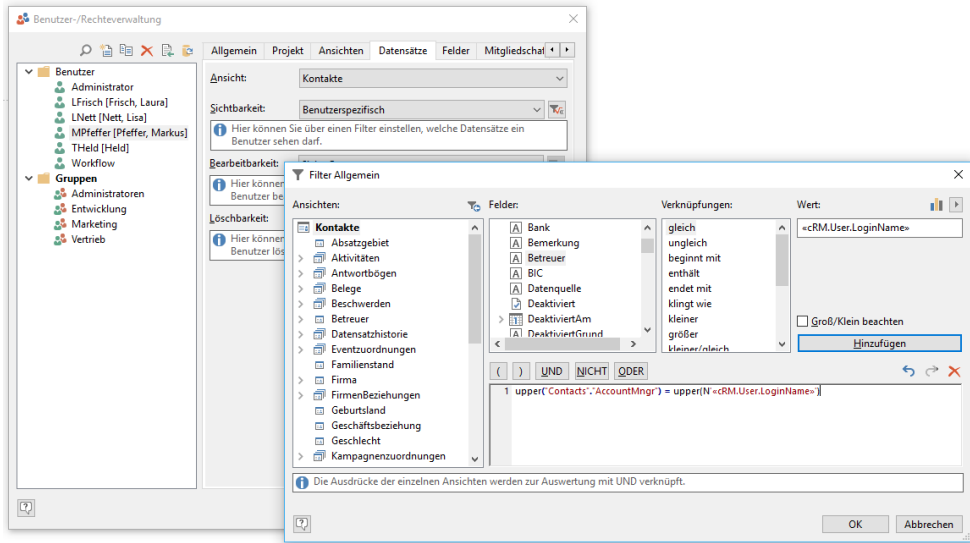 Benutzer-/Rechteverwaltung
Allgemein Projekt Ansichten Datensätze Felder Mitgliedschaf
Benutzer
Administrator
LFrisch [Frisch, Laura]
LNett [Nett, Lisa]
MPfeffer [Pfeffer, Markus]
THeld [Held]
Workflow
Gruppen
Administratoren
Entwicklung
Marketing
Vertrieb
Ansicht: Kontakte
Sichtbarkeit: Benutzerspezifisch
Hier können Sie über einen Filter einstellen, welche Datensätze ein
Benutzer sehen darf.
Bearbeitbarkeit:
Hier können
Benutzer be
Löschbarkeit:
Hier können
Benutzer lös
Filter Allgemein
Ansichten:
Kontakte
Absatzgebiet
Aktivitäten
Antwortbögen
Belege
Beschwerden
Betreuer
Datensatzhistorie
Eventzuordnungen
Familienstand
Firma
FirmenBeziehungen
Geburtsland
Geschäftsbeziehung
Geschlecht
Kampagnenzuordnungen
Felder:
Bank
Bemerkung
Betreuer
BIC
Datenquelle
Deaktiviert
DeaktiviertAm
DeaktiviertGrund
Verknüpfungen:
gleich
ungleich
beginnt mit
enthält
endet mit
klingt wie
kleiner
größer
kleiner/gleich
Wert:
«cRM.User.LoginName»
Groß/Klein beachten
Hinzufügen
( ) UND NICHT ODER
1 upper("Contacts"."AccountMngr") = upper(N'«cRM.User.LoginName»')
Die Ausdrücke der einzelnen Ansichten werden zur Auswertung mit UND verknüpft.
OK Abbrechen